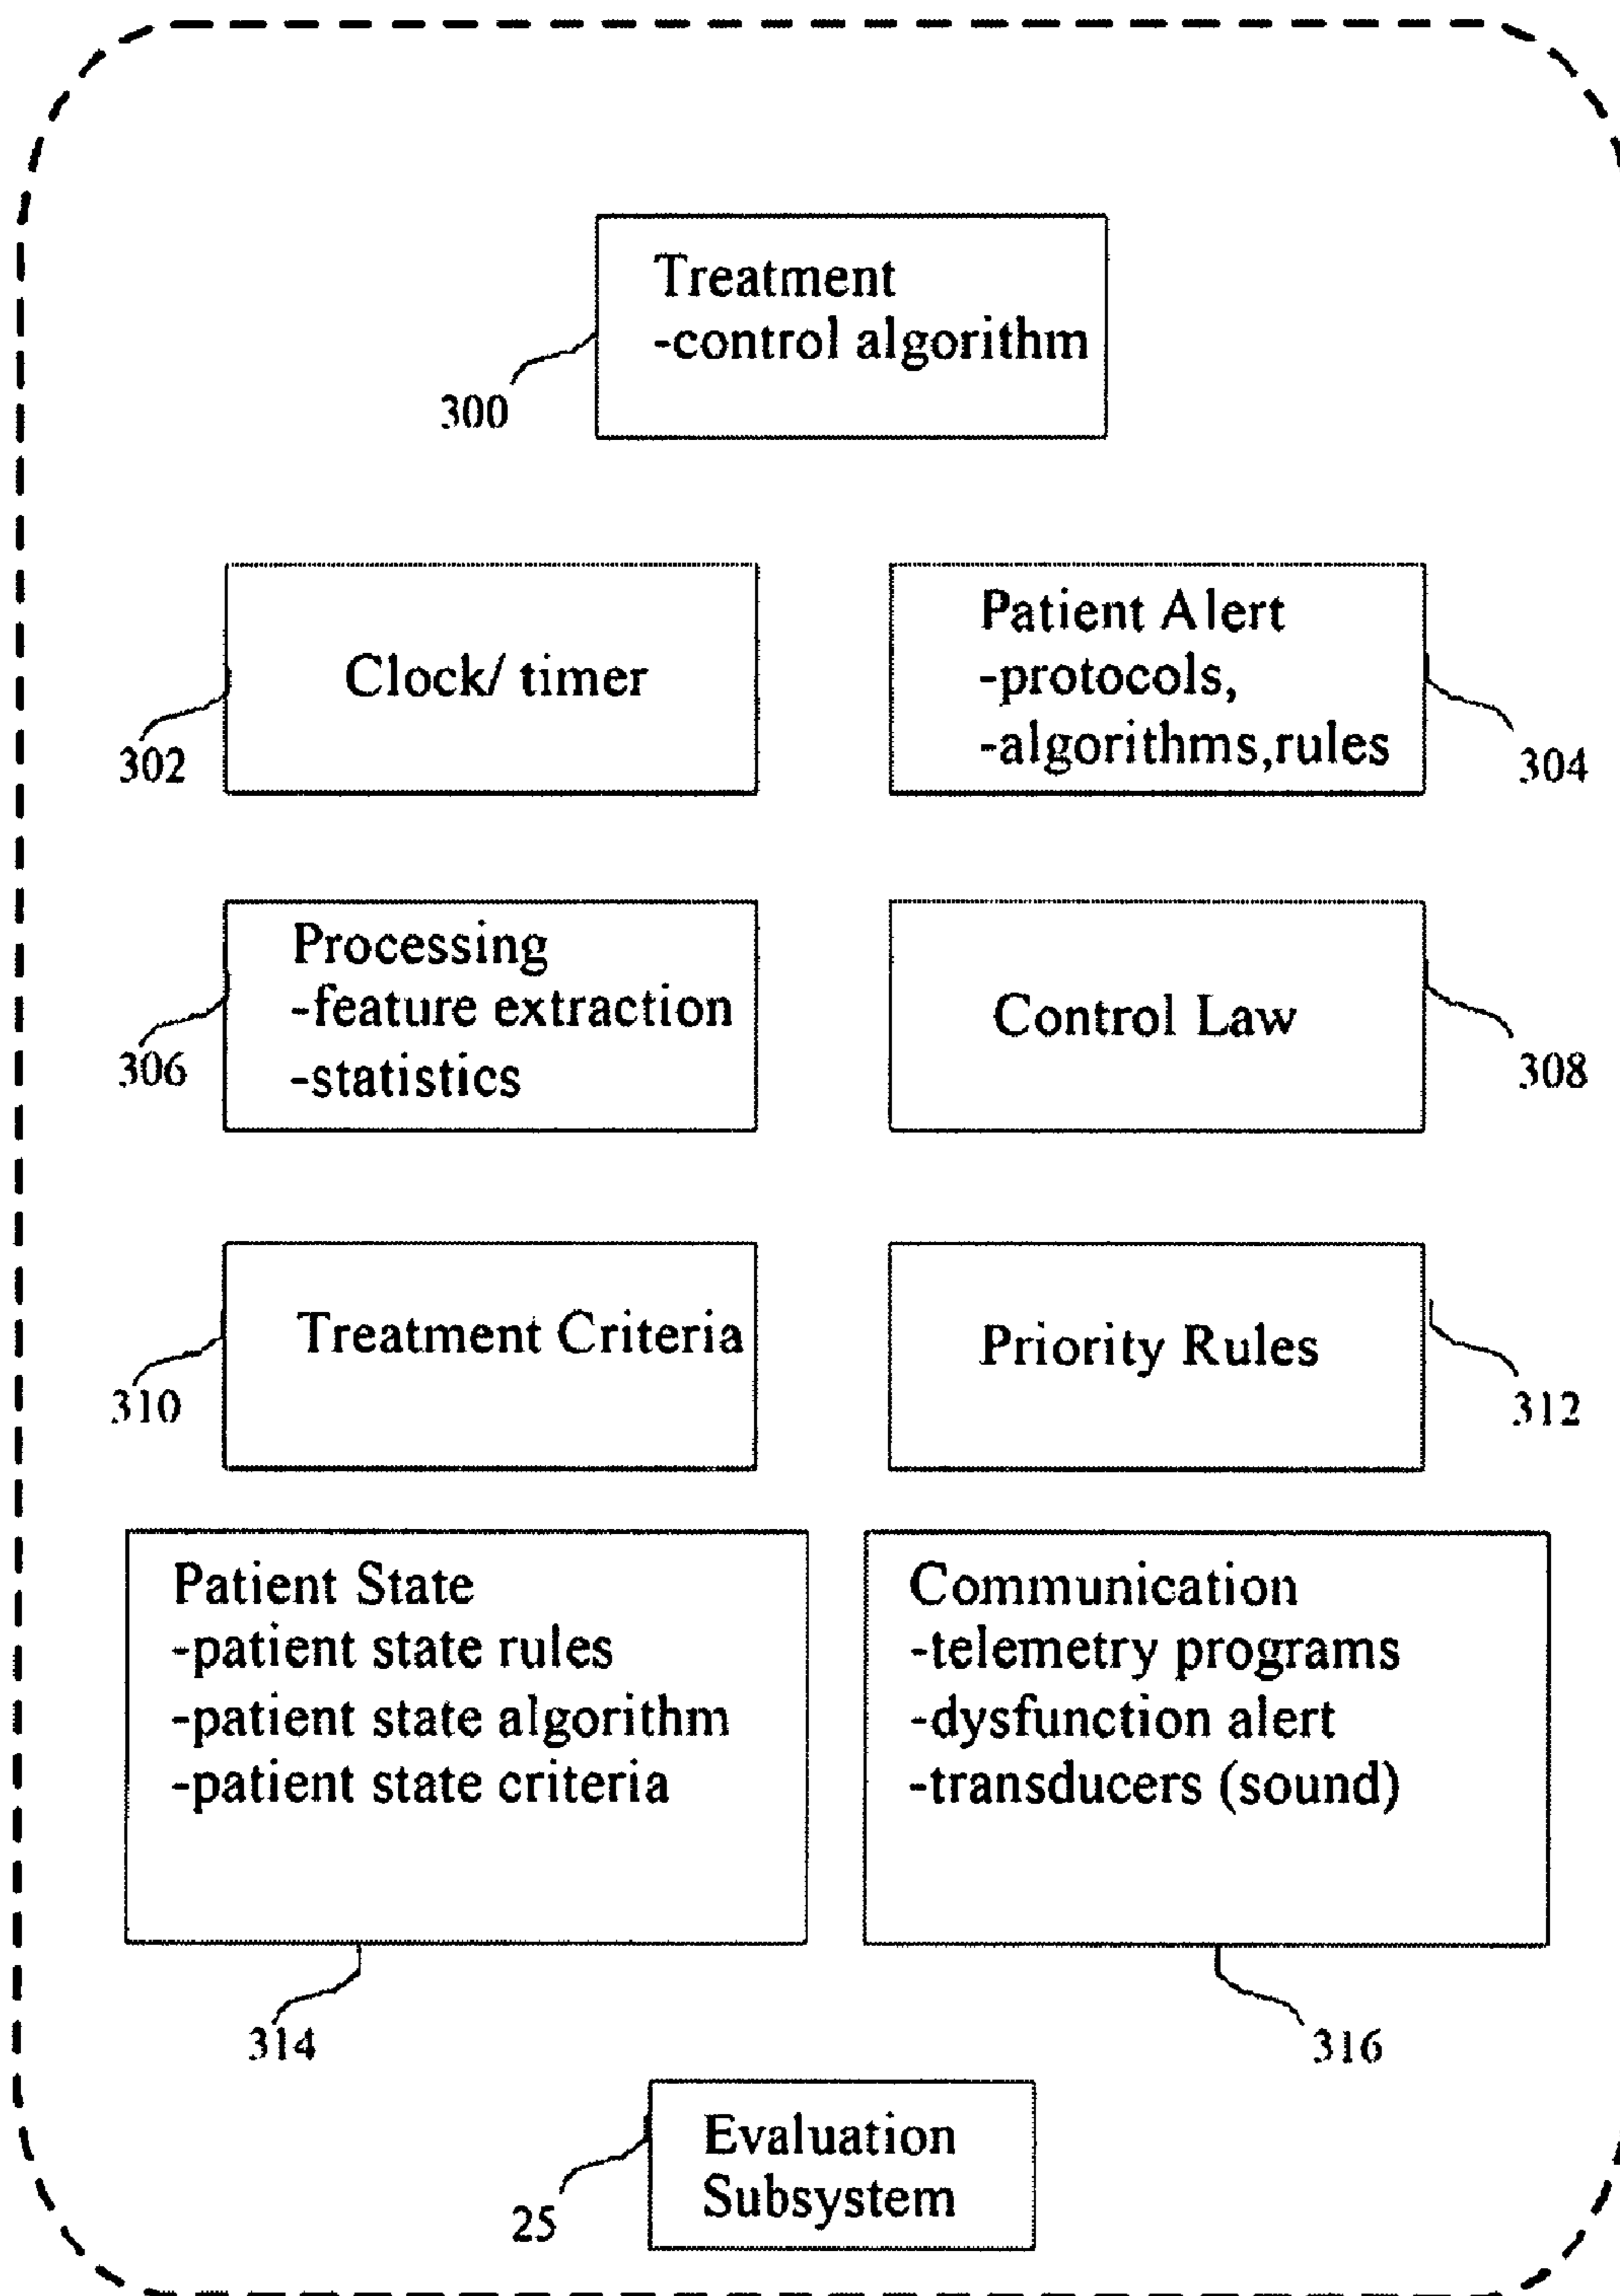 Treatment
-control algorithm
300
Clock/ timer
302
Patient Alert
-protocols,
-algorithms,rules
304
Processing
-feature extraction
-statistics
306
Control Law
308
Treatment Criteria
310
Priority Rules
312
Patient State
-patient state rules
-patient state algorithm
-patient state criteria
314
Communication
-telemetry programs
-dysfunction alert
-transducers (sound)
316
Evaluation
Subsystem
25